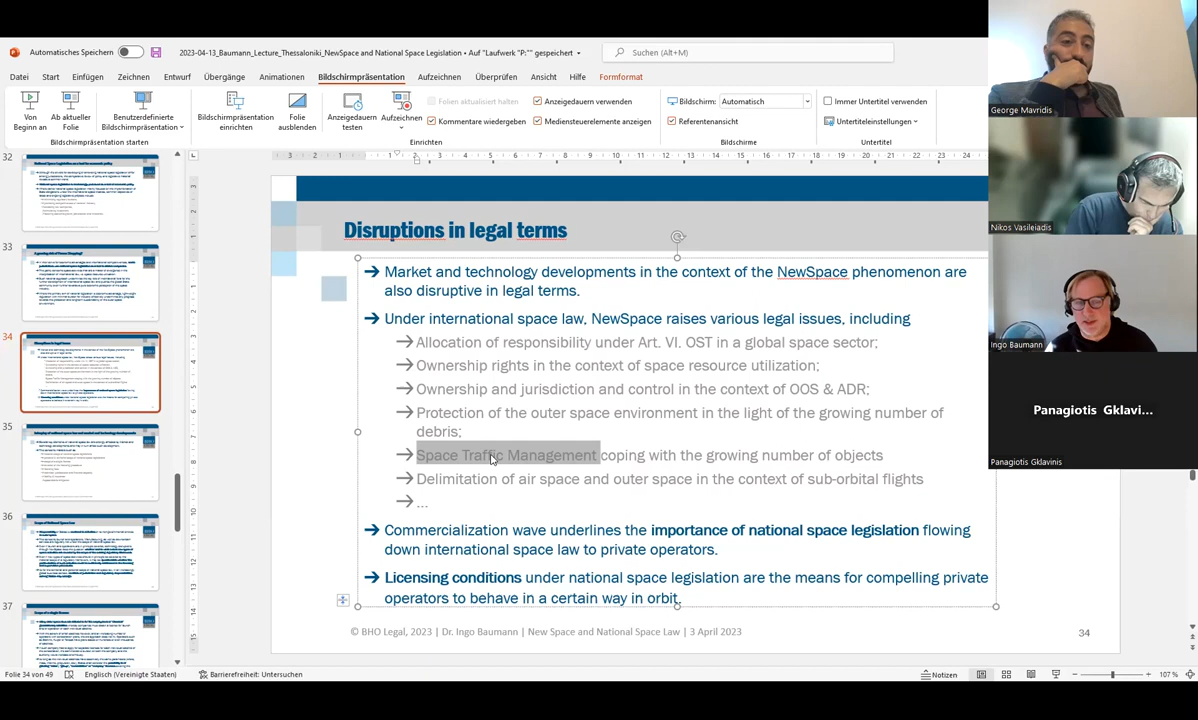 Automatisches Speichern
2023-04-13_Baumann_Lecture_Thessaloniki_NewSpace and National Space Legislation • Auf "Laufwerk "P:"" gespeichert
Suchen (Alt+M)
Datei Start Einfügen Zeichnen Entwurf Übergänge Animationen Bildschirmpräsentation Aufzeichnen Überprüfen Ansicht Hilfe Formformat
Von Beginn an
Ab aktueller Folie
Benutzerdefinierte Bildschirmpräsentation
Bildschirmpräsentation einrichten
Folie ausblenden
Anzeigedauern testen
Aufzeichnen
Folien aktualisiert halten
Kommentare wiedergeben
Anzeigedauern verwenden
Mediensteuerelemente anzeigen
Bildschirm: Automatisch
Referentenansicht
Immer Untertitel verwenden
Untertiteleinstellungen
Bildschirmpräsentation starten
Einrichten
Bildschirme
Untertitel
32
33
34
35
36
37
Disruptions in legal terms
➔ Market and technology developments in the context of the NewSpace phenomenon are
also disruptive in legal terms.
➔ Under international space law, NewSpace raises various legal issues, including
→ Allocation of responsibility under Art. VI. OST in a global space sector;
→ Ownership rights in the context of space resource utilization;
→ Ownership and jurisdiction and control in the context of OOS & ADR;
→ Protection of the outer space environment in the light of the growing number of
debris;
→ Space Traffic Management coping with the growing number of objects
→ Delimitation of air space and outer space in the context of sub-orbital flights
→ ...
➔ Commercialization wave underlines the importance of national space legislation flowing
down international space law to private operators.
➔ Licensing conditions under national space legislation are the means for compelling private
operators to behave in a certain way in orbit.
© BHO Legal, 2023 | Dr. Ingo Baumann | New Space and National Space Law | 3 April 2023
34
Folie 34 von 49
Englisch (Vereinigte Staaten)
Barrierefreiheit: Untersuchen
Notizen
107 %
George Mavridis
Nikos Vasileiadis
Ingo Baumann
Panagiotis Gklavi...
Panagiotis Gklavinis